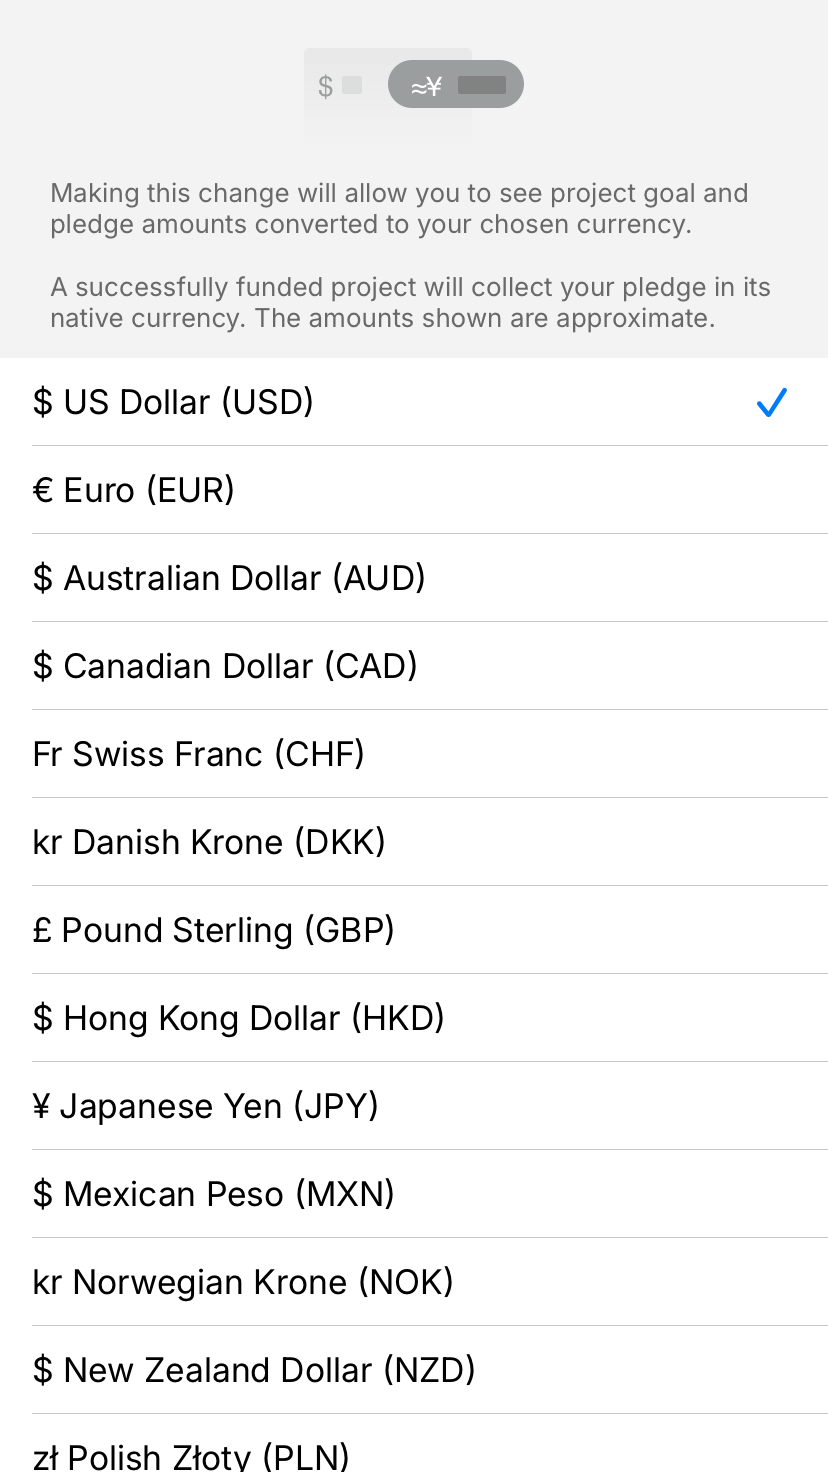 $ ≈¥
Making this change will allow you to see project goal and
pledge amounts converted to your chosen currency.
A successfully funded project will collect your pledge in its
native currency. The amounts shown are approximate.
$ US Dollar (USD)
€ Euro (EUR)
$ Australian Dollar (AUD)
$ Canadian Dollar (CAD)
Fr Swiss Franc (CHF)
kr Danish Krone (DKK)
£ Pound Sterling (GBP)
$ Hong Kong Dollar (HKD)
¥ Japanese Yen (JPY)
$ Mexican Peso (MXN)
kr Norwegian Krone (NOK)
$ New Zealand Dollar (NZD)
zł Polish Złoty (PLN)